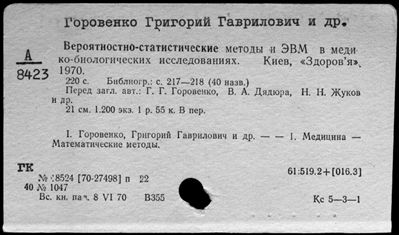 Горовенко Григорий Гаврилович и др.
А
8423
Вероятностно-статистические методы и ЭВМ в меди
ко-биологических исследованиях. Киев, «Здоров'я»,
1970.
220 с. Библиогр.: с. 217—218 (40 назв.)
Перед загл. авт.: Г. Г. Горовенко, В. А. Дядюра, Н. Н. Жуков
и др.
21 см. 1.200 экз. 1 р. 55 к. В пер.
I. Горовенко, Григорий Гаврилович и др. — — 1. Медицина —
Математические методы.
ГК
61:519.2+[016.3]
№ 18524 [70-27498] п 22
40 № 1047
Вс. кн. пал. 8 VI 70 В355
Кс 5—3—1